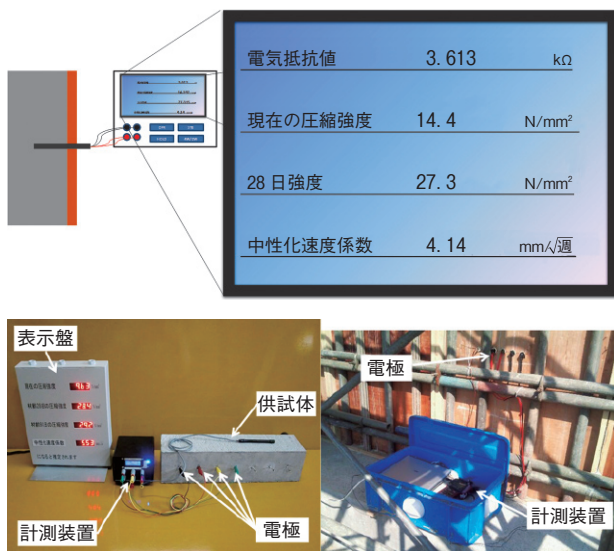 電気抵抗値 3.613 kΩ
現在の圧縮強度 14.4 N/mm²
28日強度 27.3 N/mm²
中性化速度係数 4.14 mm/√週
表示盤
供試体
計測装置
電極
電極
計測装置